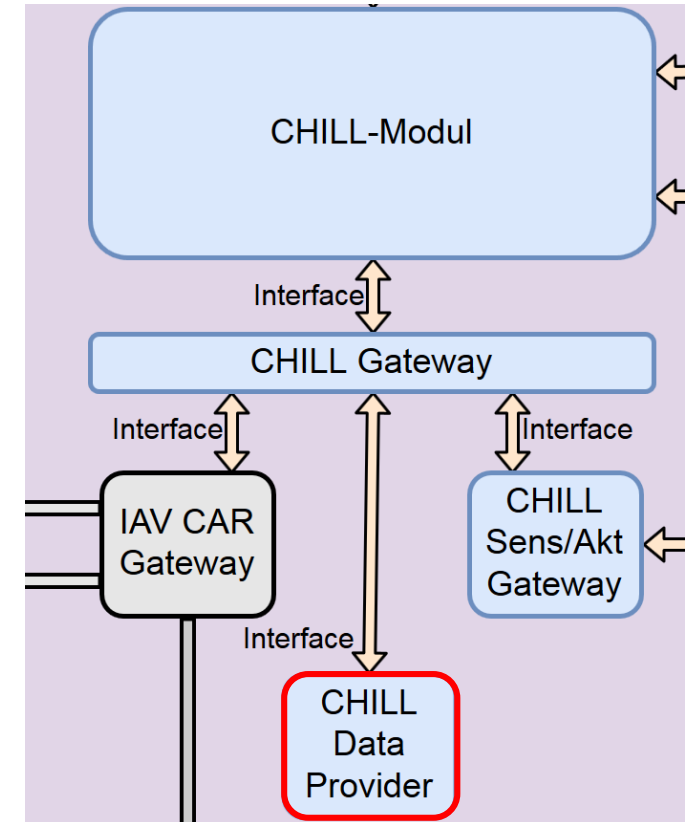 CHILL-Modul
Interface
CHILL Gateway
Interface
Interface
IAV CAR
Gateway
CHILL
Sens/Akt
Gateway
Interface
CHILL
Data
Provider